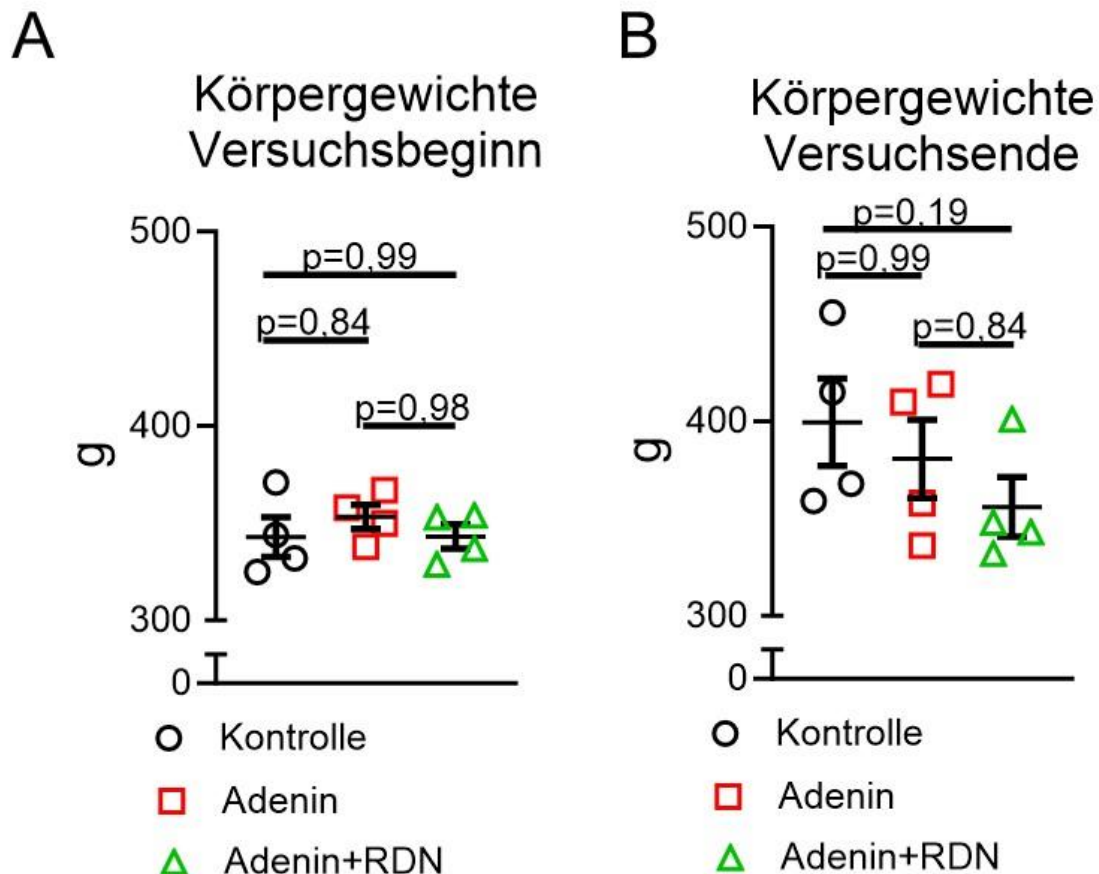 A
Körpergewichte
Versuchsbeginn
500
400
300
0
g
p=0,99
p=0,84
p=0,98
Kontrolle
Adenin
Adenin+RDN
B
Körpergewichte
Versuchsende
500
400
300
0
g
p=0,19
p=0,99
p=0,84
Kontrolle
Adenin
Adenin+RDN